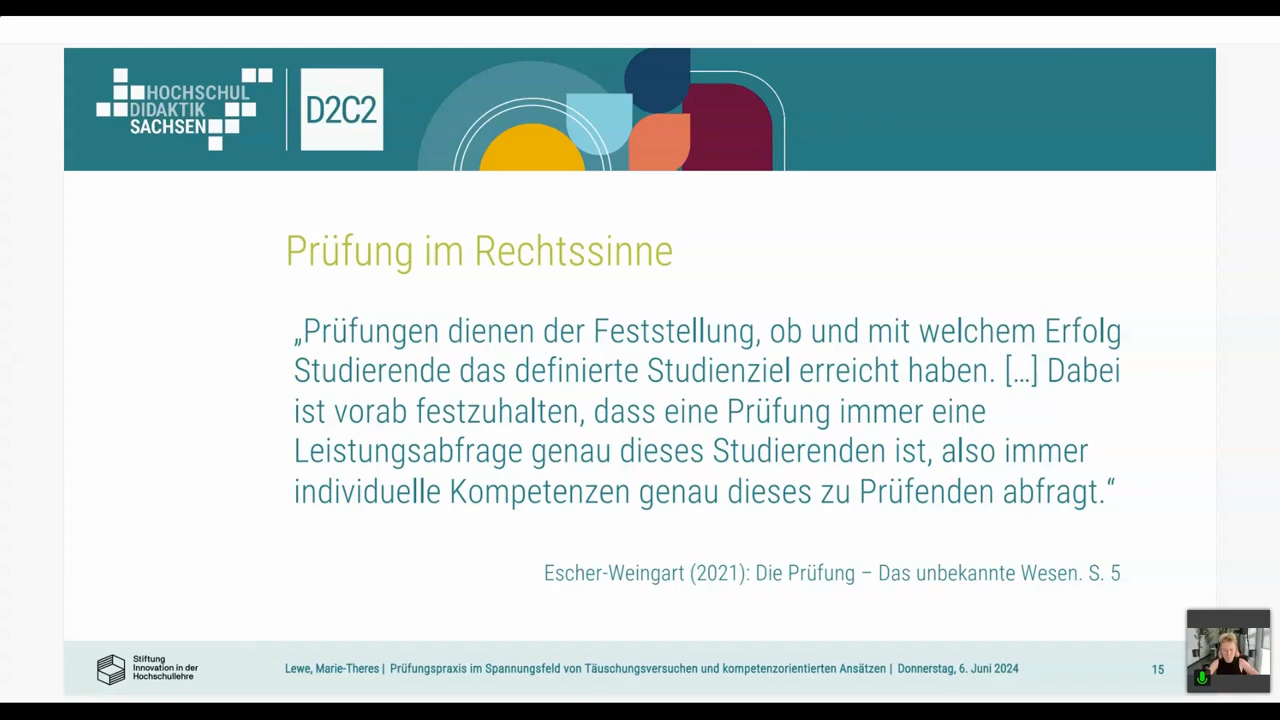 HOCHSCHUL
DIDAKTIK
SACHSEN
D2C2
Prüfung im Rechtssinne
„Prüfungen dienen der Feststellung, ob und mit welchem Erfolg
Studierende das definierte Studienziel erreicht haben. […] Dabei
ist vorab festzuhalten, dass eine Prüfung immer eine
Leistungsabfrage genau dieses Studierenden ist, also immer
individuelle Kompetenzen genau dieses zu Prüfenden abfragt.“
Escher-Weingart (2021): Die Prüfung – Das unbekannte Wesen. S. 5
Stiftung
Innovation in der
Hochschullehre
Lewe, Marie-Theres | Prüfungspraxis im Spannungsfeld von Täuschungsversuchen und kompetenzorientierten Ansätzen | Donnerstag, 6. Juni 2024
15